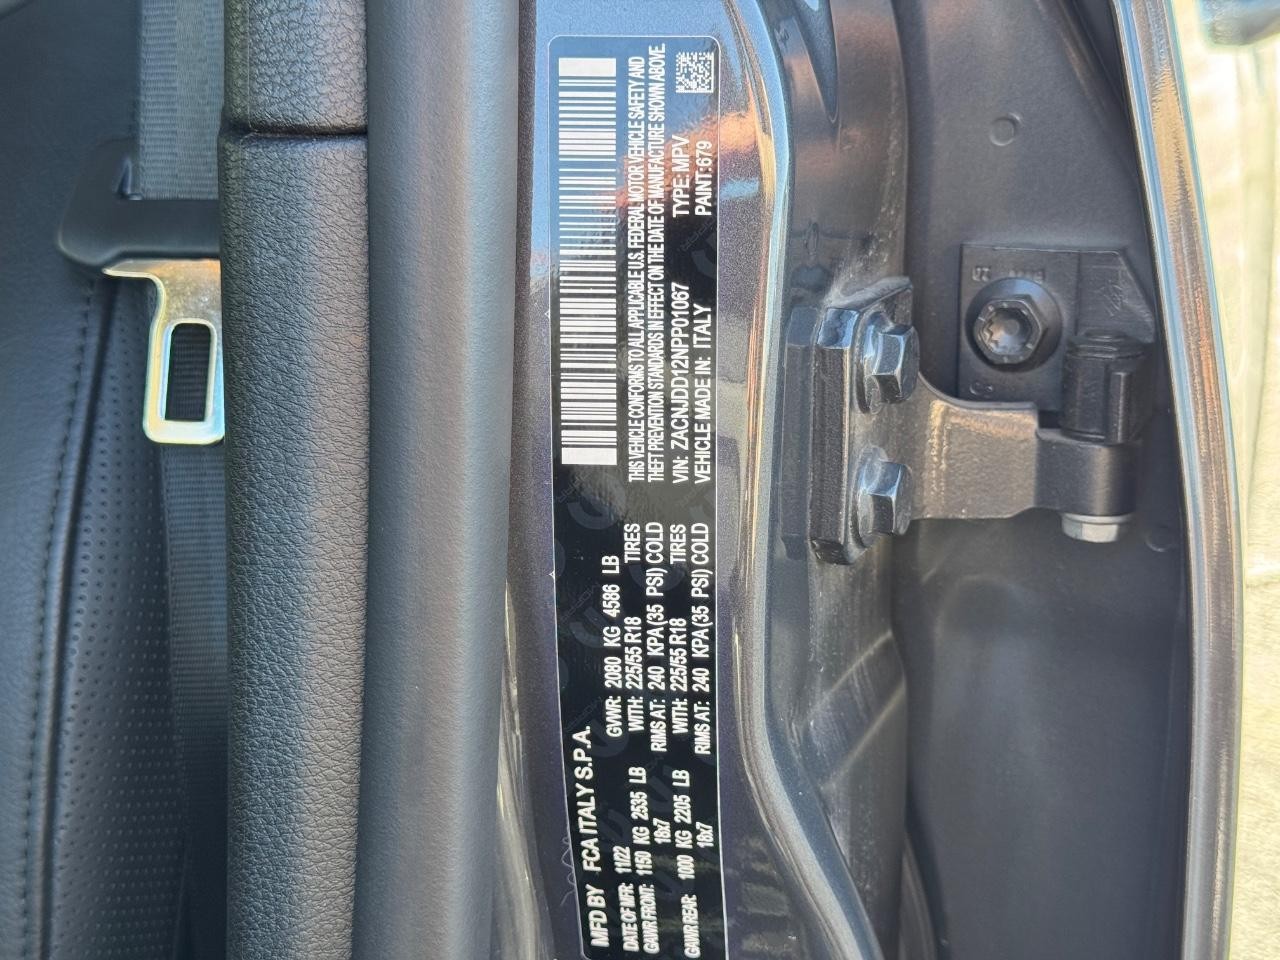 MFD BY FCA ITALY S.P.A.
DATE OF MFR: 11/22 GVWR: 2080 KG 4586 LB
GAWR FRONT: 1150 KG 2535 LB WITH: 225/55 R18 TIRES
18x7 RIMS AT: 240 KPA(35 PSI) COLD
GAWR REAR: 1000 KG 2205 LB WITH: 225/55 R18 TIRES
18x7 RIMS AT: 240 KPA(35 PSI) COLD
THIS VEHICLE CONFORMS TO ALL APPLICABLE U.S. FEDERAL MOTOR VEHICLE SAFETY AND
THEFT PREVENTION STANDARDS IN EFFECT ON THE DATE OF MANUFACTURE SHOWN ABOVE.
VIN: ZACNJDD12NPP01067 TYPE: MPV
VEHICLE MADE IN: ITALY PAINT: 679